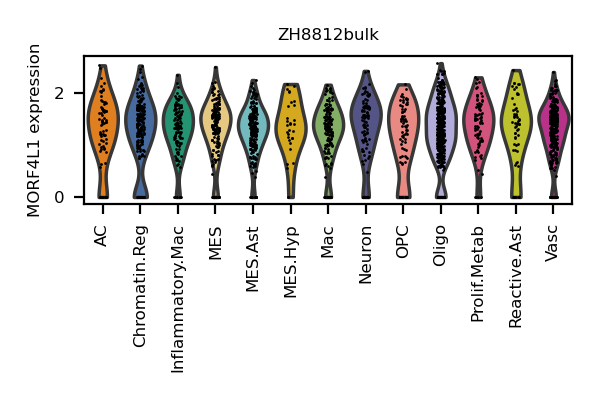 ZH8812bulk
MORF4L1 expression
2
0
AC
Chromatin.Reg
Inflammatory.Mac
MES
MES.Ast
MES.Hyp
Mac
Neuron
OPC
Oligo
Prolif.Metab
Reactive.Ast
Vasc